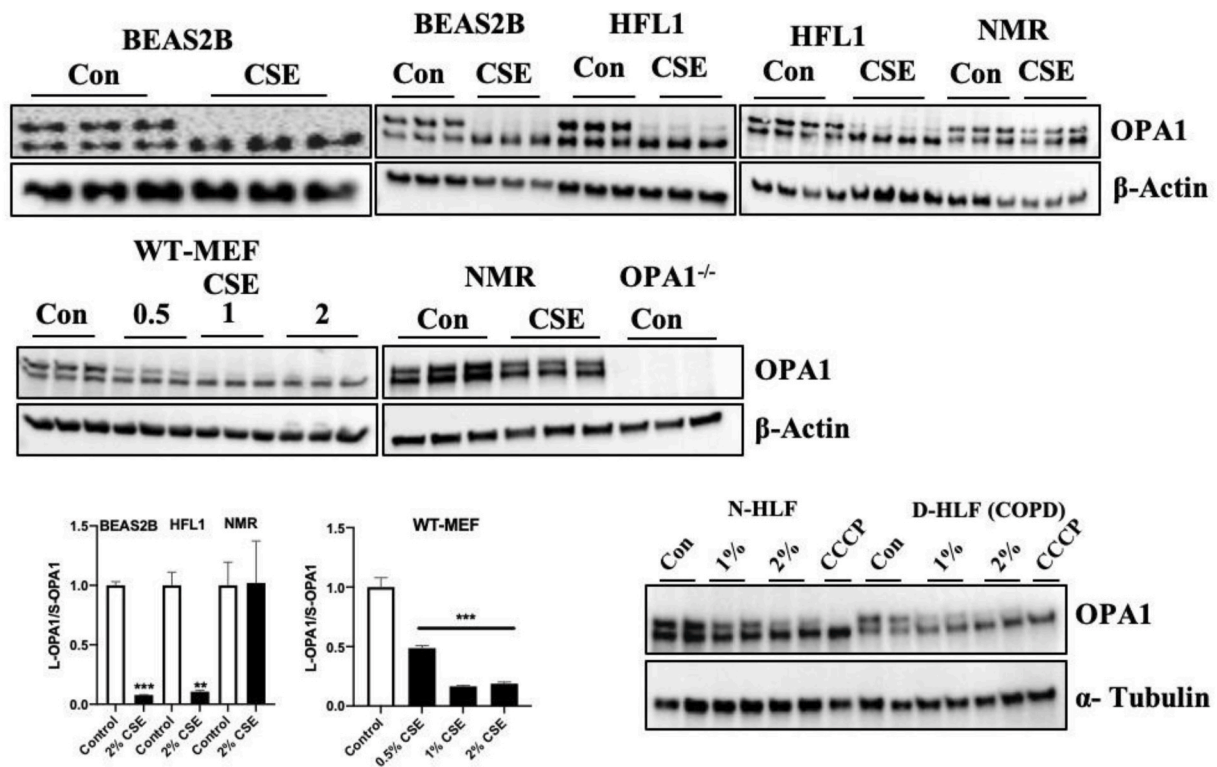 BEAS2B
Con CSE
BEAS2B HFL1
Con CSE Con CSE
HFL1 NMR
Con CSE Con CSE
OPA1
β-Actin
WT-MEF
CSE
Con 0.5 1 2
NMR OPA1-/-
Con CSE Con
OPA1
β-Actin
BEAS2B HFL1 NMR
L-OPA1/S-OPA1
1.5
1.0
0.5
0.0
*** **
Control 2% CSE Control 2% CSE Control 2% CSE
WT-MEF
L-OPA1/S-OPA1
1.5
1.0
0.5
0.0
***
Control 0.5% CSE 1% CSE 2% CSE
N-HLF D-HLF (COPD)
Con 1% 2% CCCP Con 1% 2% CCCP
OPA1
α- Tubulin